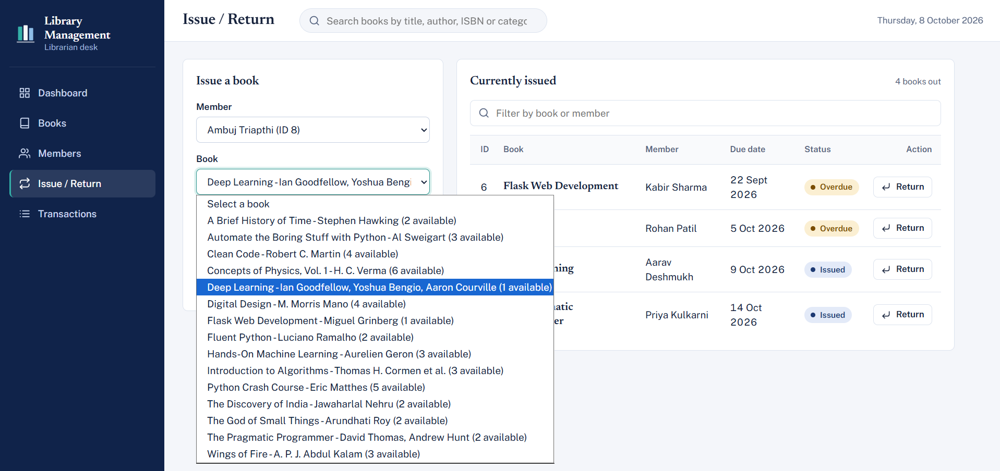 Library
Management
Librarian desk
Dashboard
Books
Members
Issue / Return
Transactions
Issue / Return
Search books by title, author, ISBN or catego
Thursday, 8 October 2026
Issue a book
Member
Ambuj Triapthi (ID 8)
Book
Deep Learning - Ian Goodfellow, Yoshua Bengi
Select a book
A Brief History of Time - Stephen Hawking (2 available)
Automate the Boring Stuff with Python - Al Sweigart (3 available)
Clean Code - Robert C. Martin (4 available)
Concepts of Physics, Vol. 1 - H. C. Verma (6 available)
Deep Learning - Ian Goodfellow, Yoshua Bengio, Aaron Courville (1 available)
Digital Design - M. Morris Mano (4 available)
Flask Web Development - Miguel Grinberg (1 available)
Fluent Python - Luciano Ramalho (2 available)
Hands-On Machine Learning - Aurelien Geron (3 available)
Introduction to Algorithms - Thomas H. Cormen et al. (3 available)
Python Crash Course - Eric Matthes (5 available)
The Discovery of India - Jawaharlal Nehru (2 available)
The God of Small Things - Arundhati Roy (2 available)
The Pragmatic Programmer - David Thomas, Andrew Hunt (2 available)
Wings of Fire - A. P. J. Abdul Kalam (3 available)
Currently issued
4 books out
Filter by book or member
ID Book Member Due date Status Action
6 Flask Web Development Kabir Sharma 22 Sept 2026 Overdue Return
Rohan Patil 5 Oct 2026 Overdue Return
ning Aarav Deshmukh 9 Oct 2026 Issued Return
atic
er Priya Kulkarni 14 Oct 2026 Issued Return